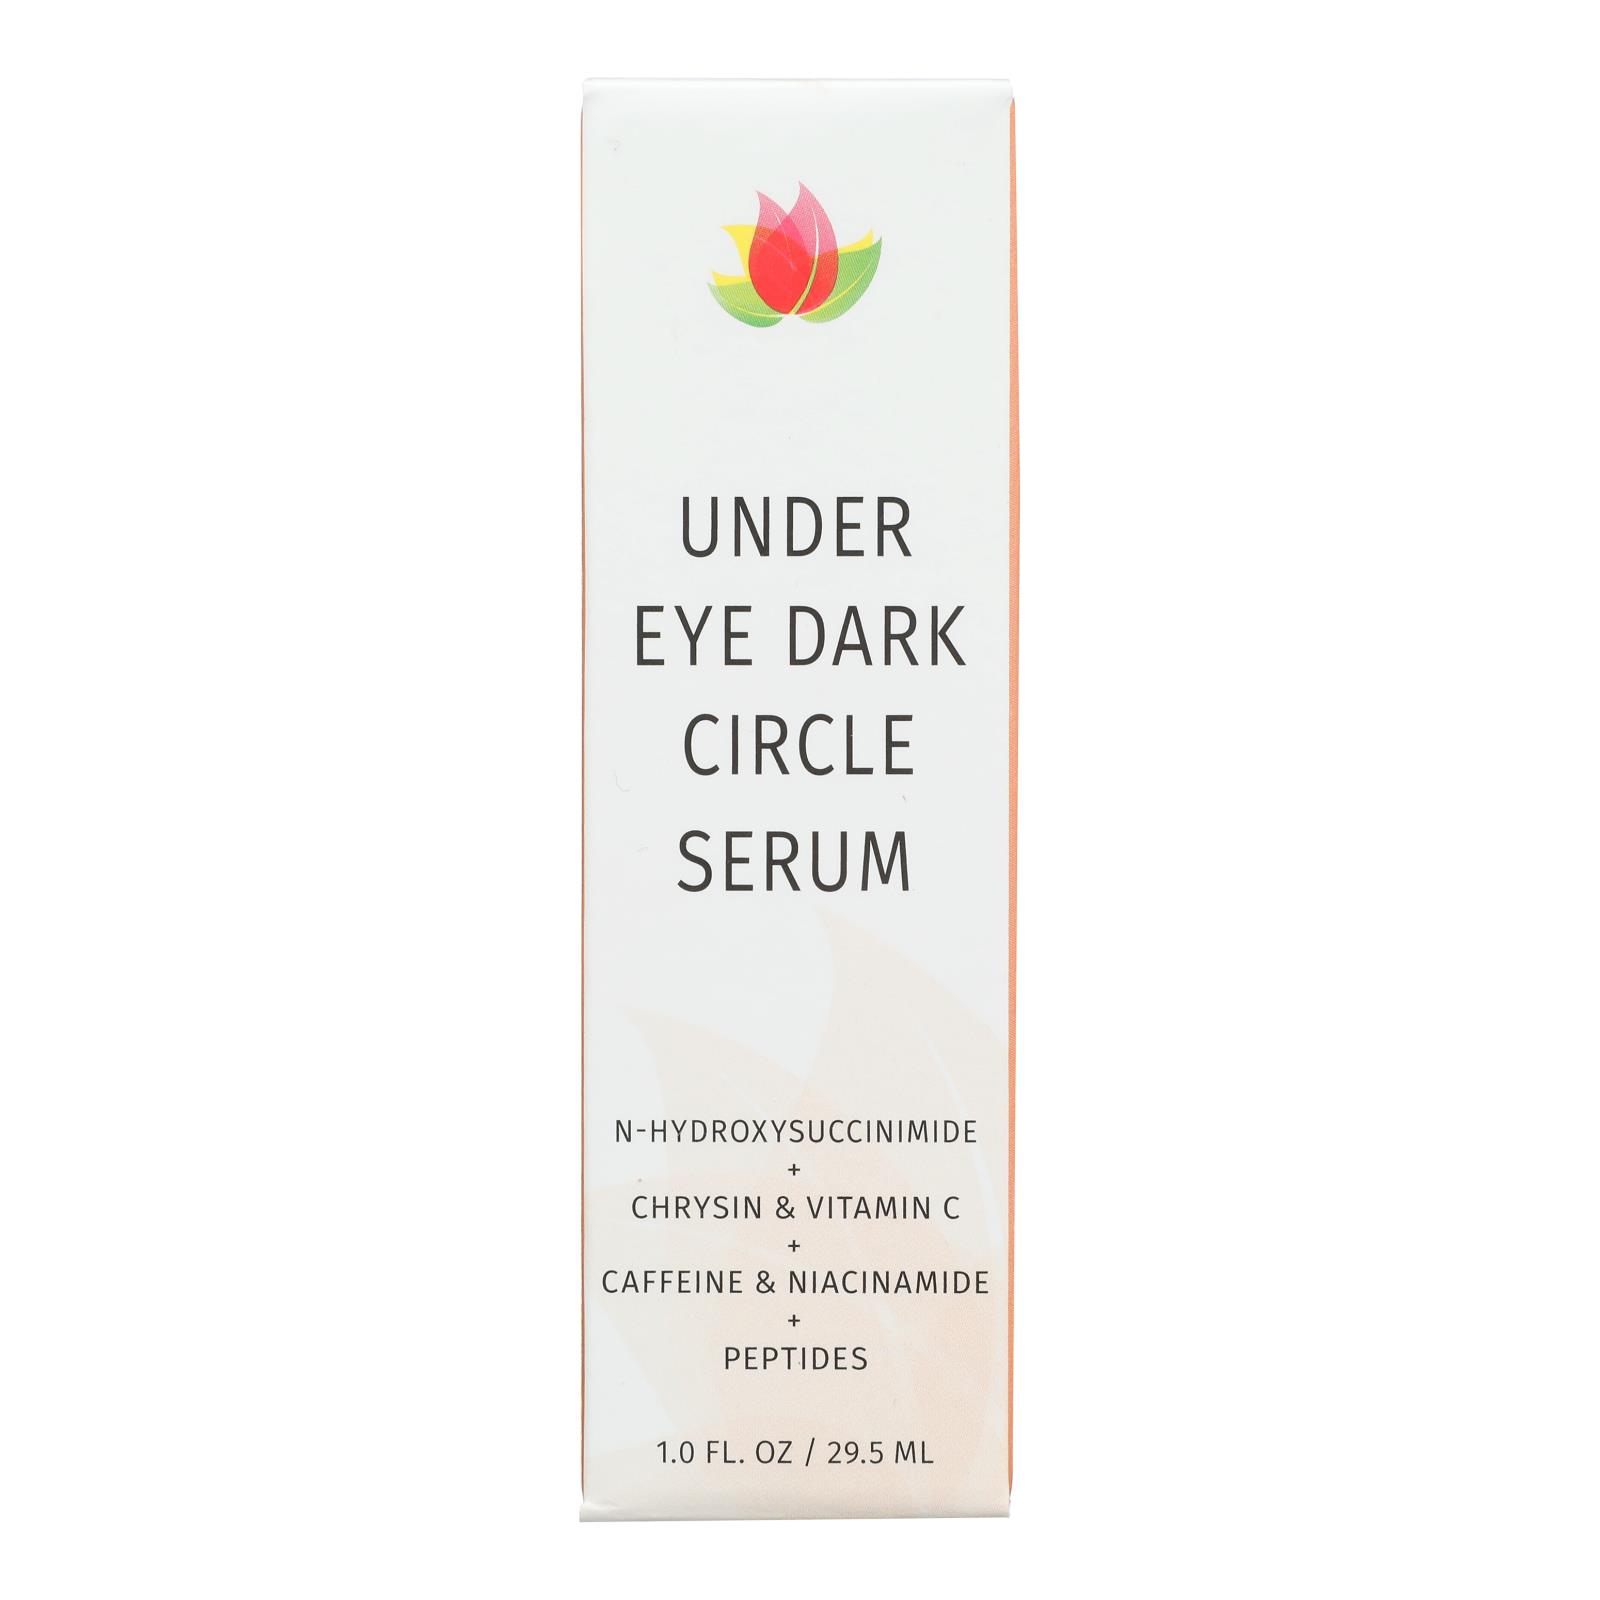 UNDER
EYE DARK
CIRCLE
SERUM
N-HYDROXYSUCCINIMIDE
+
CHRYSIN & VITAMIN C
+
CAFFEINE & NIACINAMIDE
+
PEPTIDES
1.0 FL. OZ / 29.5 ML